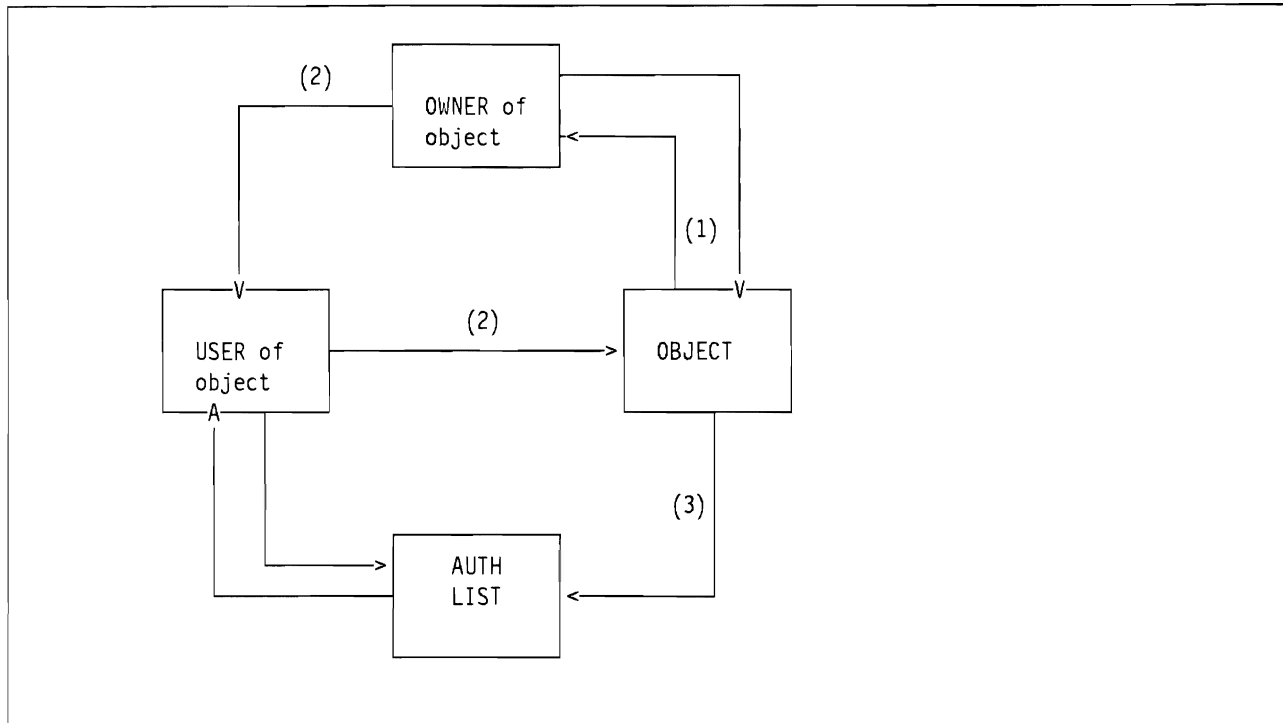 (2)
OWNER of
object
(1)
(2)
USER of
object
OBJECT
(3)
AUTH
LIST